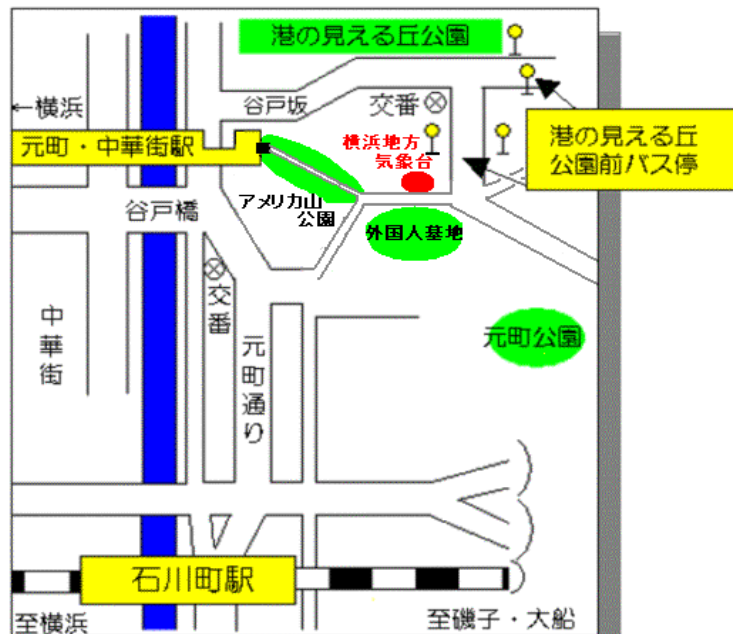 港の見える丘公園
←横浜
谷戸坂
交番
港の見える丘
公園前バス停
元町・中華街駅
横浜地方
気象台
アメリカ山
公園
谷戸橋
外国人墓地
交番
中華街
元町通り
元町公園
石川町駅
至横浜
至磯子・大船